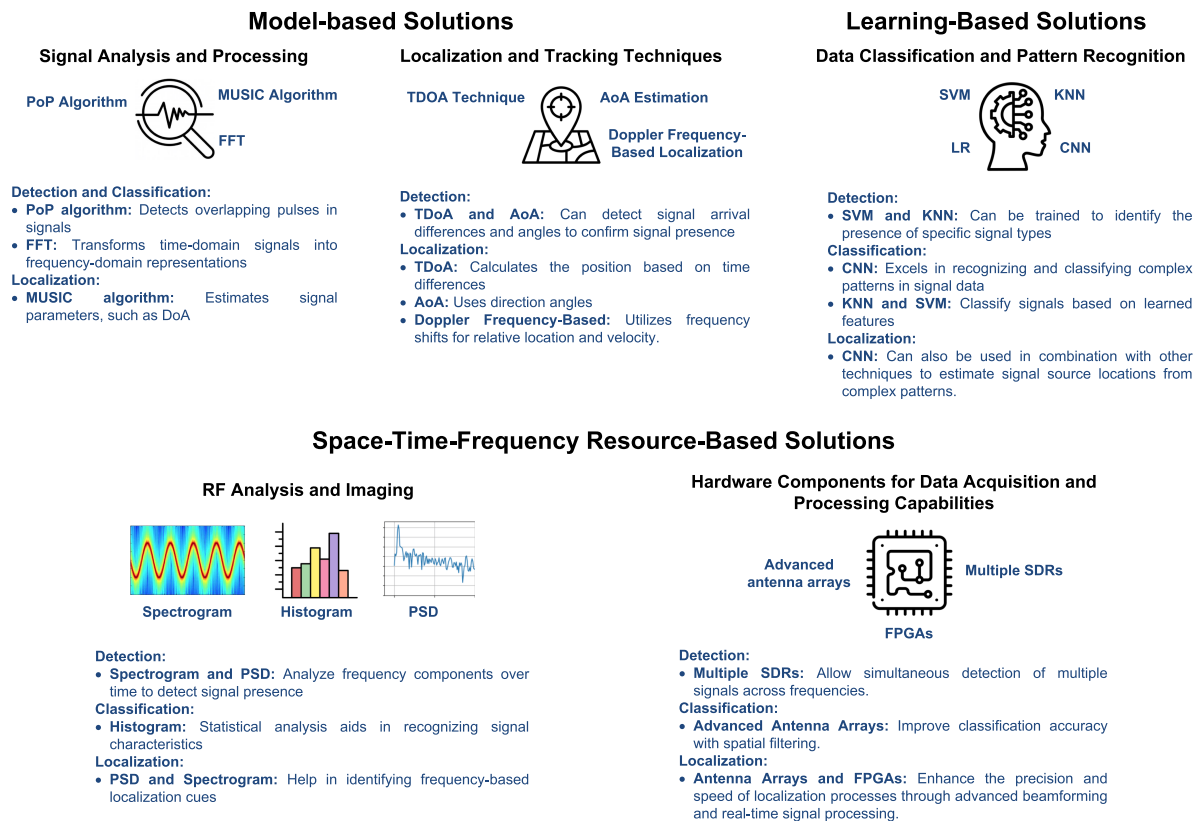 Model-based Solutions
Signal Analysis and Processing
PoP Algorithm
MUSIC Algorithm
FFT
Detection and Classification:
• PoP algorithm: Detects overlapping pulses in
signals
• FFT: Transforms time-domain signals into
frequency-domain representations
Localization:
• MUSIC algorithm: Estimates signal
parameters, such as DoA
Localization and Tracking Techniques
TDOA Technique
AoA Estimation
Doppler Frequency-
Based Localization
Detection:
• TDoA and AoA: Can detect signal arrival
differences and angles to confirm signal presence
Localization:
• TDoA: Calculates the position based on time
differences
• AoA: Uses direction angles
• Doppler Frequency-Based: Utilizes frequency
shifts for relative location and velocity.
Learning-Based Solutions
Data Classification and Pattern Recognition
SVM
KNN
LR
CNN
Detection:
• SVM and KNN: Can be trained to identify the
presence of specific signal types
Classification:
• CNN: Excels in recognizing and classifying complex
patterns in signal data
• KNN and SVM: Classify signals based on learned
features
Localization:
• CNN: Can also be used in combination with other
techniques to estimate signal source locations from
complex patterns.
Space-Time-Frequency Resource-Based Solutions
RF Analysis and Imaging
Spectrogram
Histogram
PSD
Detection:
• Spectrogram and PSD: Analyze frequency components over
time to detect signal presence
Classification:
• Histogram: Statistical analysis aids in recognizing signal
characteristics
Localization:
• PSD and Spectrogram: Help in identifying frequency-based
localization cues
Hardware Components for Data Acquisition and
Processing Capabilities
Advanced
antenna arrays
Multiple SDRs
FPGAs
Detection:
• Multiple SDRs: Allow simultaneous detection of multiple
signals across frequencies.
Classification:
• Advanced Antenna Arrays: Improve classification accuracy
with spatial filtering.
Localization:
• Antenna Arrays and FPGAs: Enhance the precision and
speed of localization processes through advanced beamforming
and real-time signal processing.